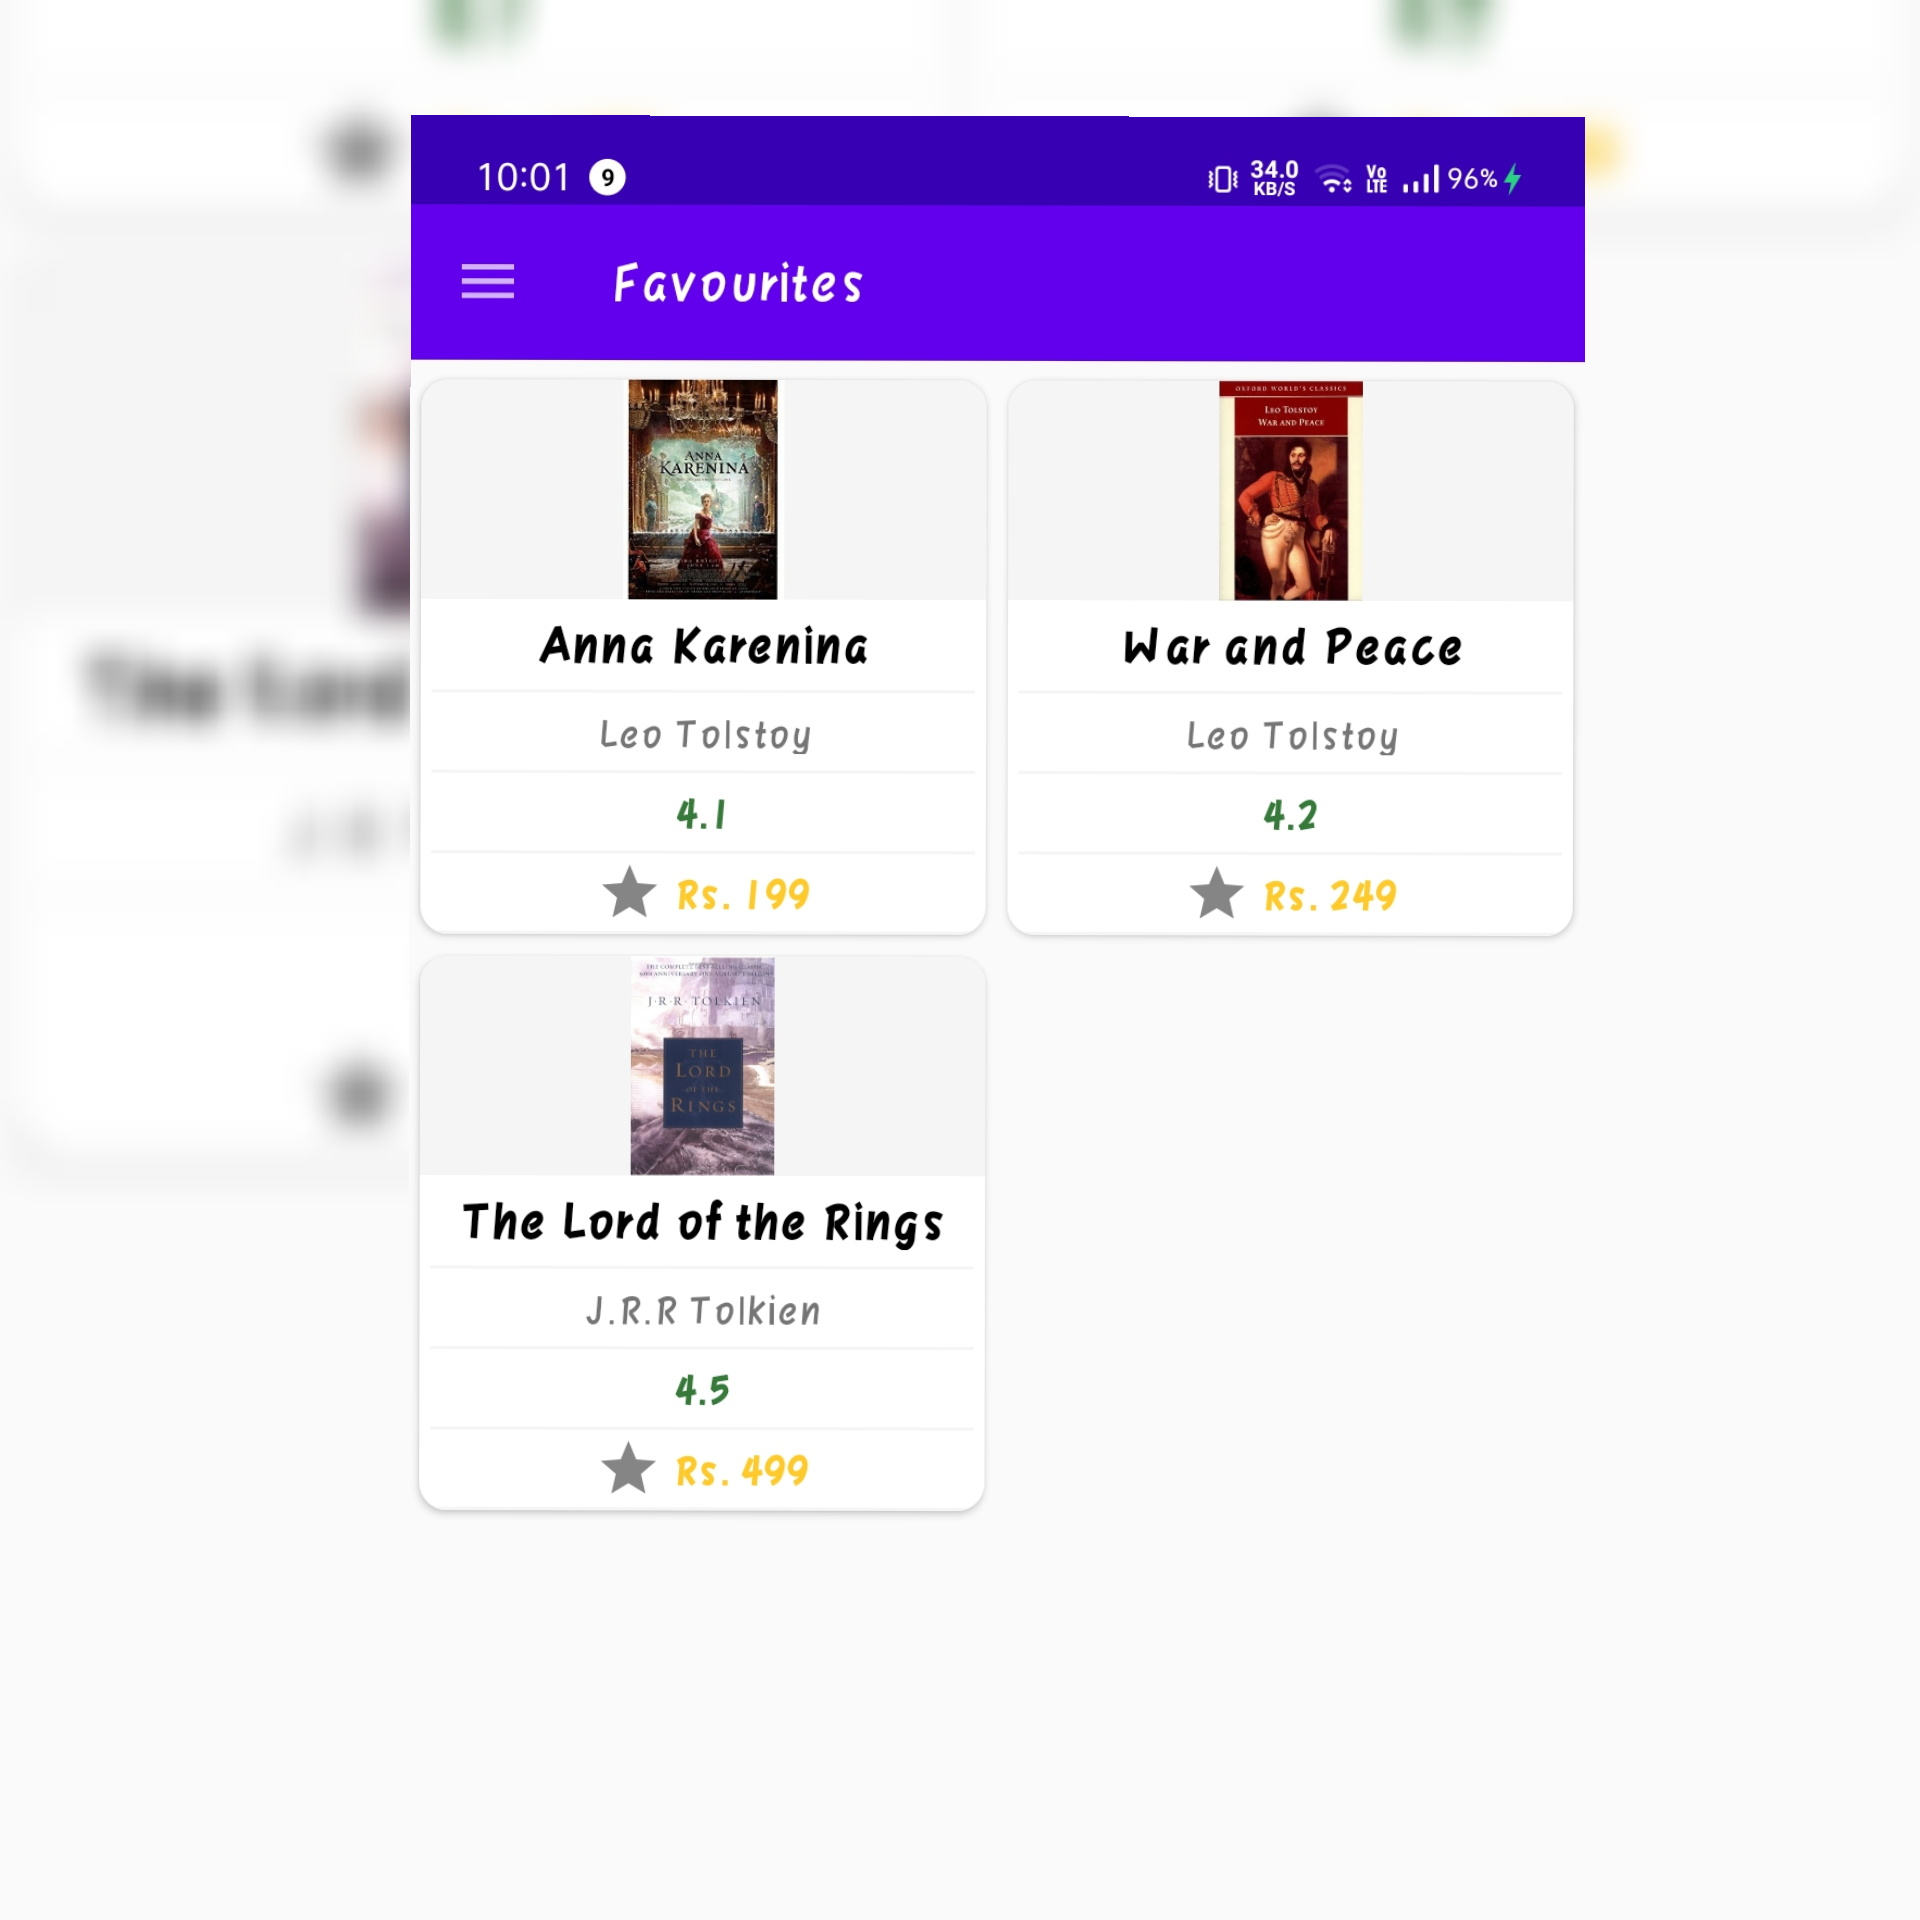 10:01 9 34.0 KB/S Vo LTE 96%
Favourites
ANNA
KARENINA
Anna Karenina
Leo Tolstoy
4.1
Rs. 199
OXFORD WORLD'S CLASSICS
LEO TOLSTOY
WAR AND PEACE
War and Peace
Leo Tolstoy
4.2
Rs. 249
J·R·R·TOLKIEN
THE
LORD
OF THE
RINGS
The Lord of the Rings
J.R.R Tolkien
4.5
Rs. 499
The Lord